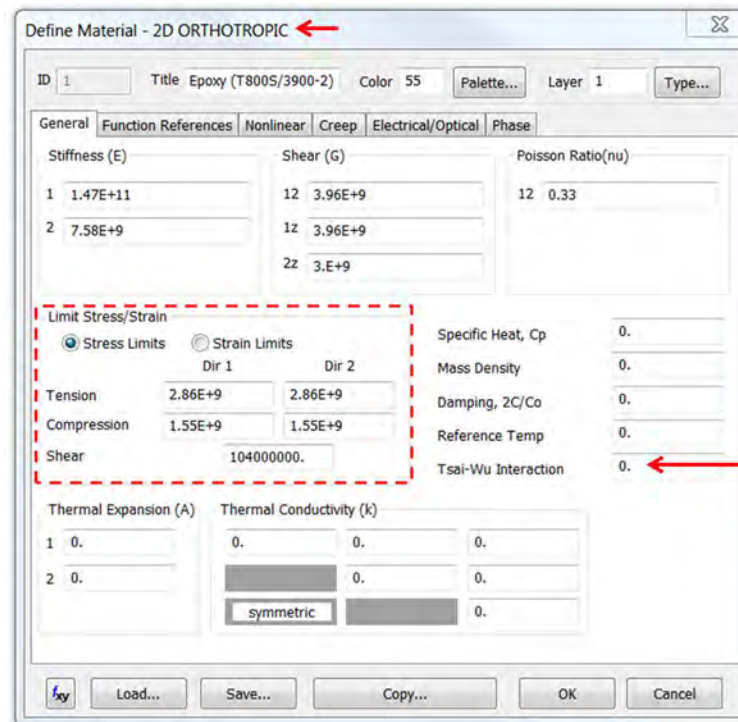 Define Material - 2D ORTHOTROPIC
ID 1 Title Epoxy (T800S/3900-2) Color 55 Palette... Layer 1 Type...
General Function References Nonlinear Creep Electrical/Optical Phase
Stiffness (E) Shear (G) Poisson Ratio(nu)
1 1.47E+11 12 3.96E+9 12 0.33
2 7.58E+9 1z 3.96E+9
2z 3.E+9
Limit Stress/Strain
Stress Limits Strain Limits Specific Heat, Cp 0.
Dir 1 Dir 2 Mass Density 0.
Tension 2.86E+9 2.86E+9 Damping, 2C/Co 0.
Compression 1.55E+9 1.55E+9 Reference Temp 0.
Shear 104000000. Tsai-Wu Interaction 0.
Thermal Expansion (A) Thermal Conductivity (k)
1 0. 0. 0. 0.
2 0. 0. 0.
symmetric 0.
fxy Load... Save... Copy... OK Cancel